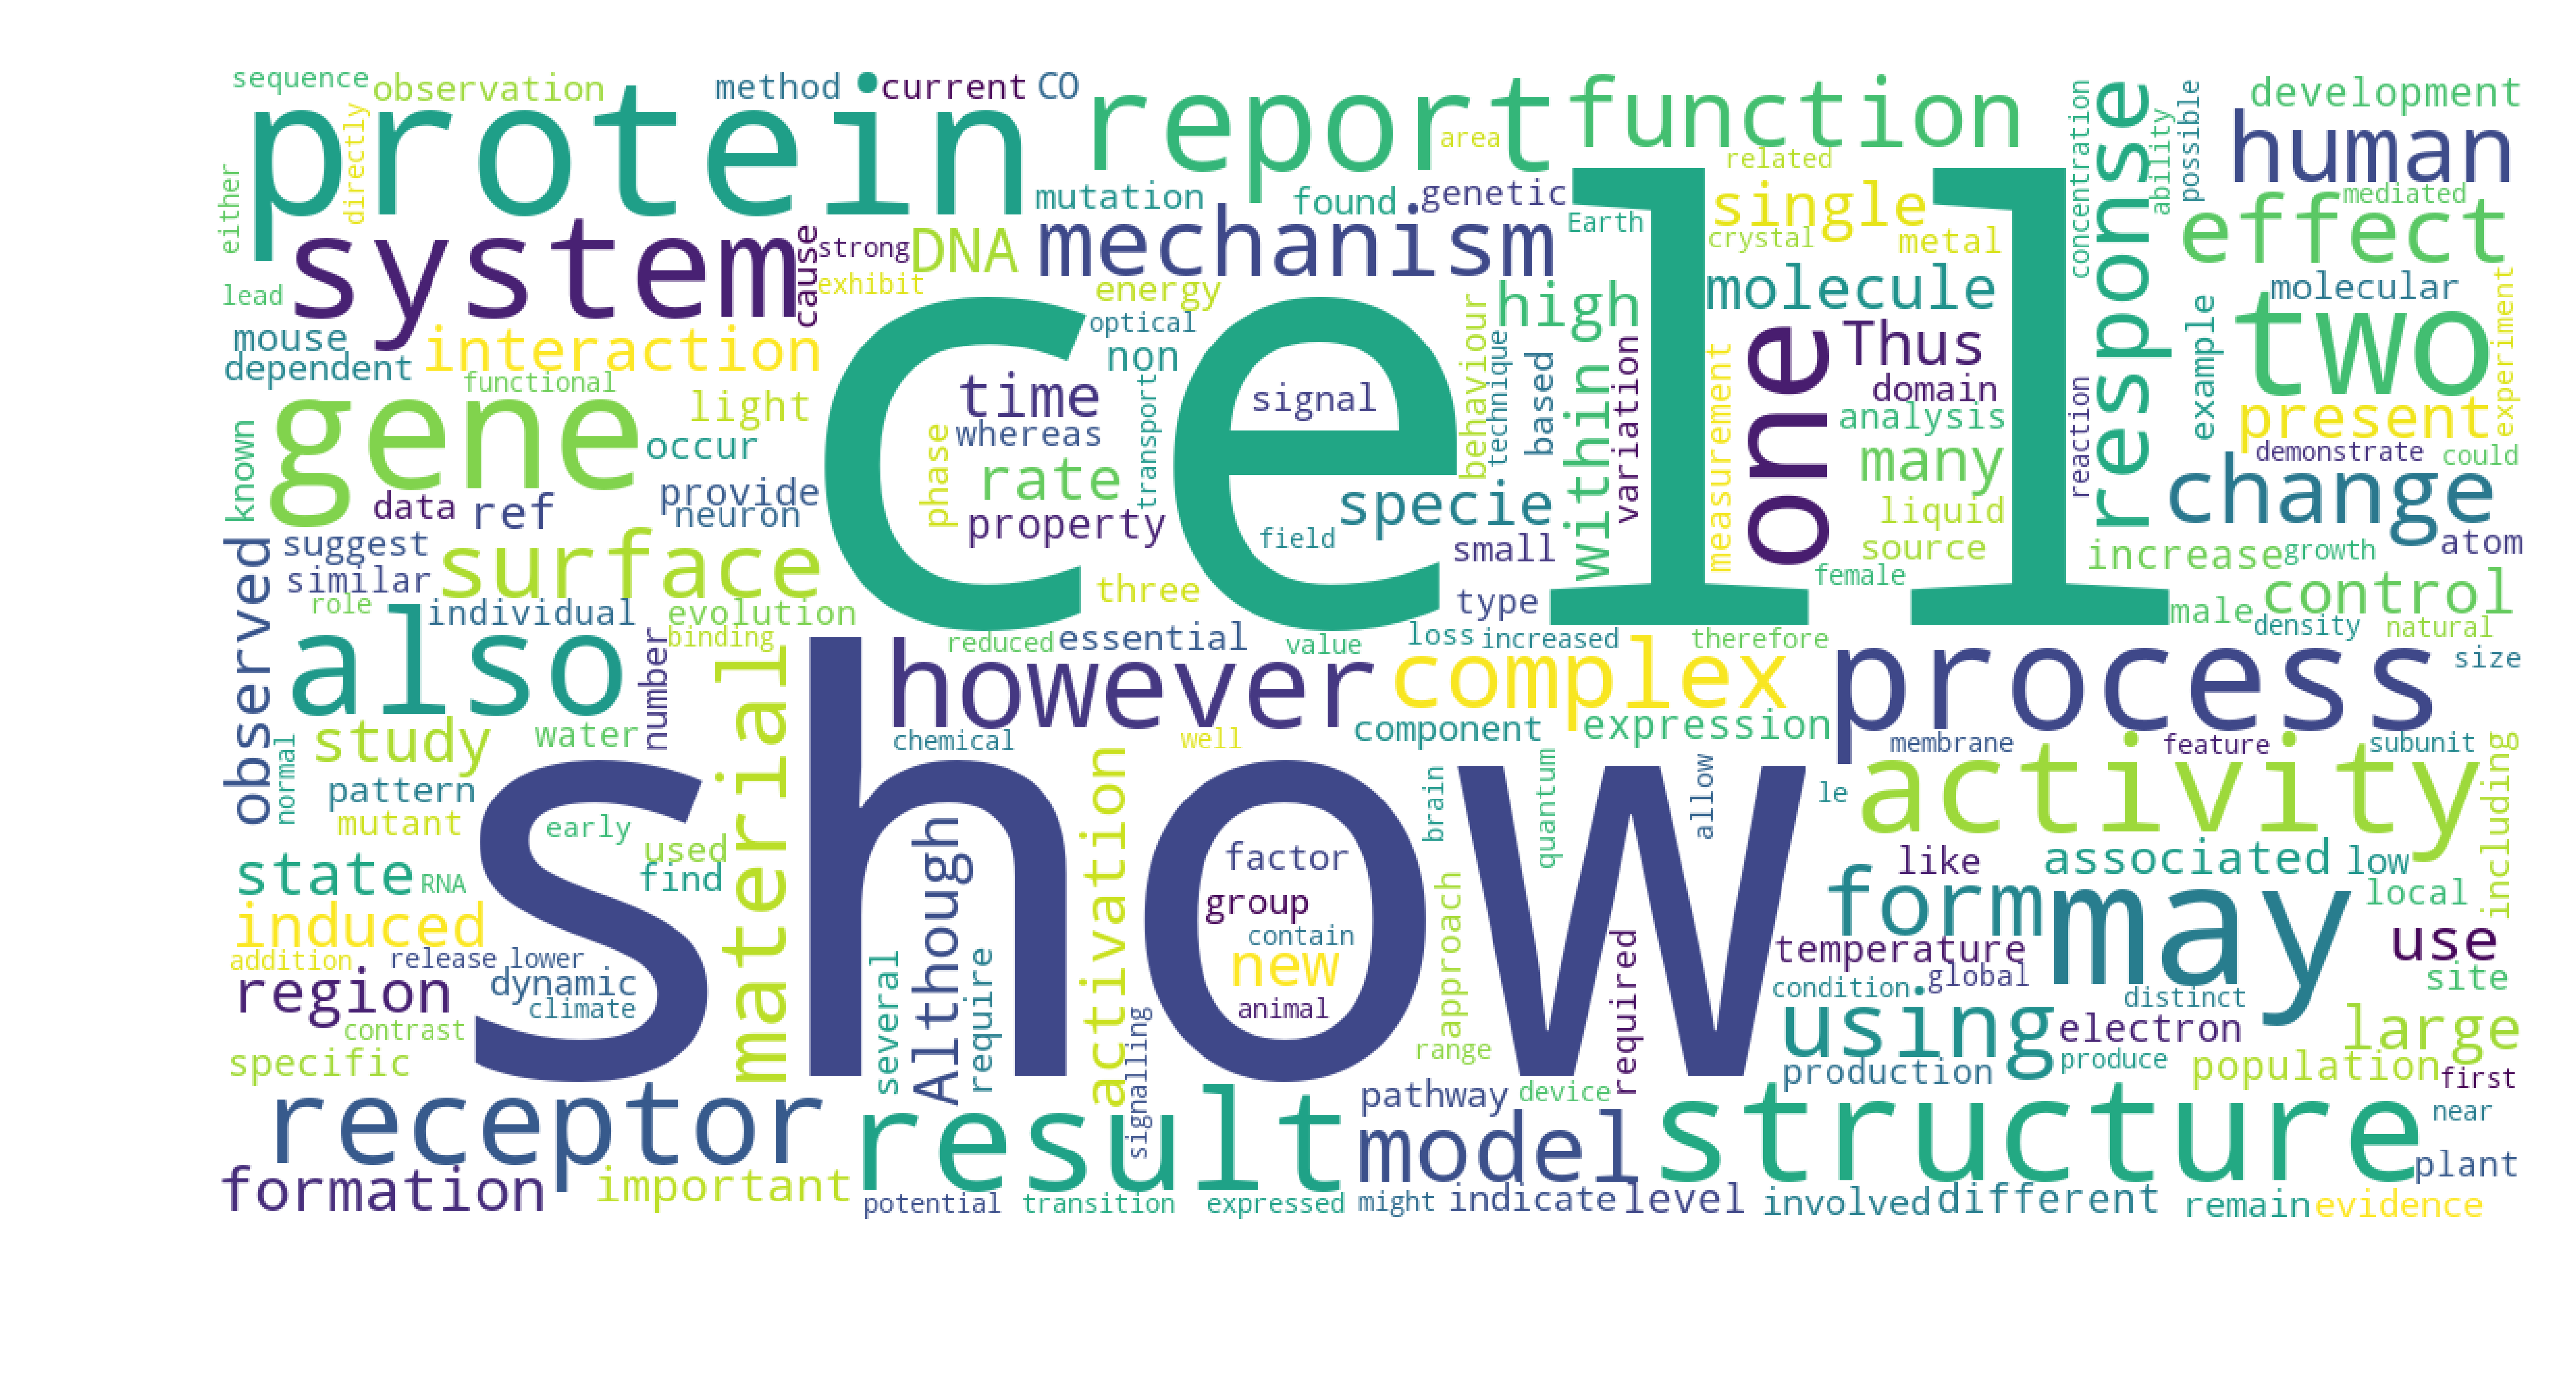 sequence
observation
method
current
CO
report
function
response
possible
development
protein
directly
either
area
related
concentration
ability
human
mutation
found
genetic
Earth
single
mediated
effect
system
cause
strong
DNA
mechanism
crystal
metal
lead
exhibit
energy
high
molecule
molecular
experiment
mouse
interaction
optical
behaviour
technique
two
example
dependent
functional
non
one
Thus
cell
gene
light
time
signal
transport
based
within
variation
measurement
domain
reaction
present
known
occur
whereas
phase
analysis
many
demonstrate
could
data
ref
provide
neuron
rate
property
specie
liquid
change
suggest
surface
field
small
source
increase
growth
atom
observed
similar
three
type
female
role
individual
evolution
male
control
also
number
binding
reduced
essential
value
loss
increased
therefore
density
natural
material
however
complex
process
size
study
water
chemical
well
component
expression
membrane
feature
subunit
normal
pattern
activation
brain
quantum
allow
le
activity
including
mutant
early
show
state
RNA
used
find
Although
factor
like
associated
low
induced
group
approach
form
may
local
addition
release
lower
contain
new
required
temperature
use
region
dynamic
climate
several
require
animal
condition
global
distinct
site
contrast
signalling
range
using
electron
large
specific
production
produce
population
first
receptor
result
pathway
device
model
structure
near
formation
important
plant
potential
transition
expressed
might
indicate
level
involved
different
remain
evidence